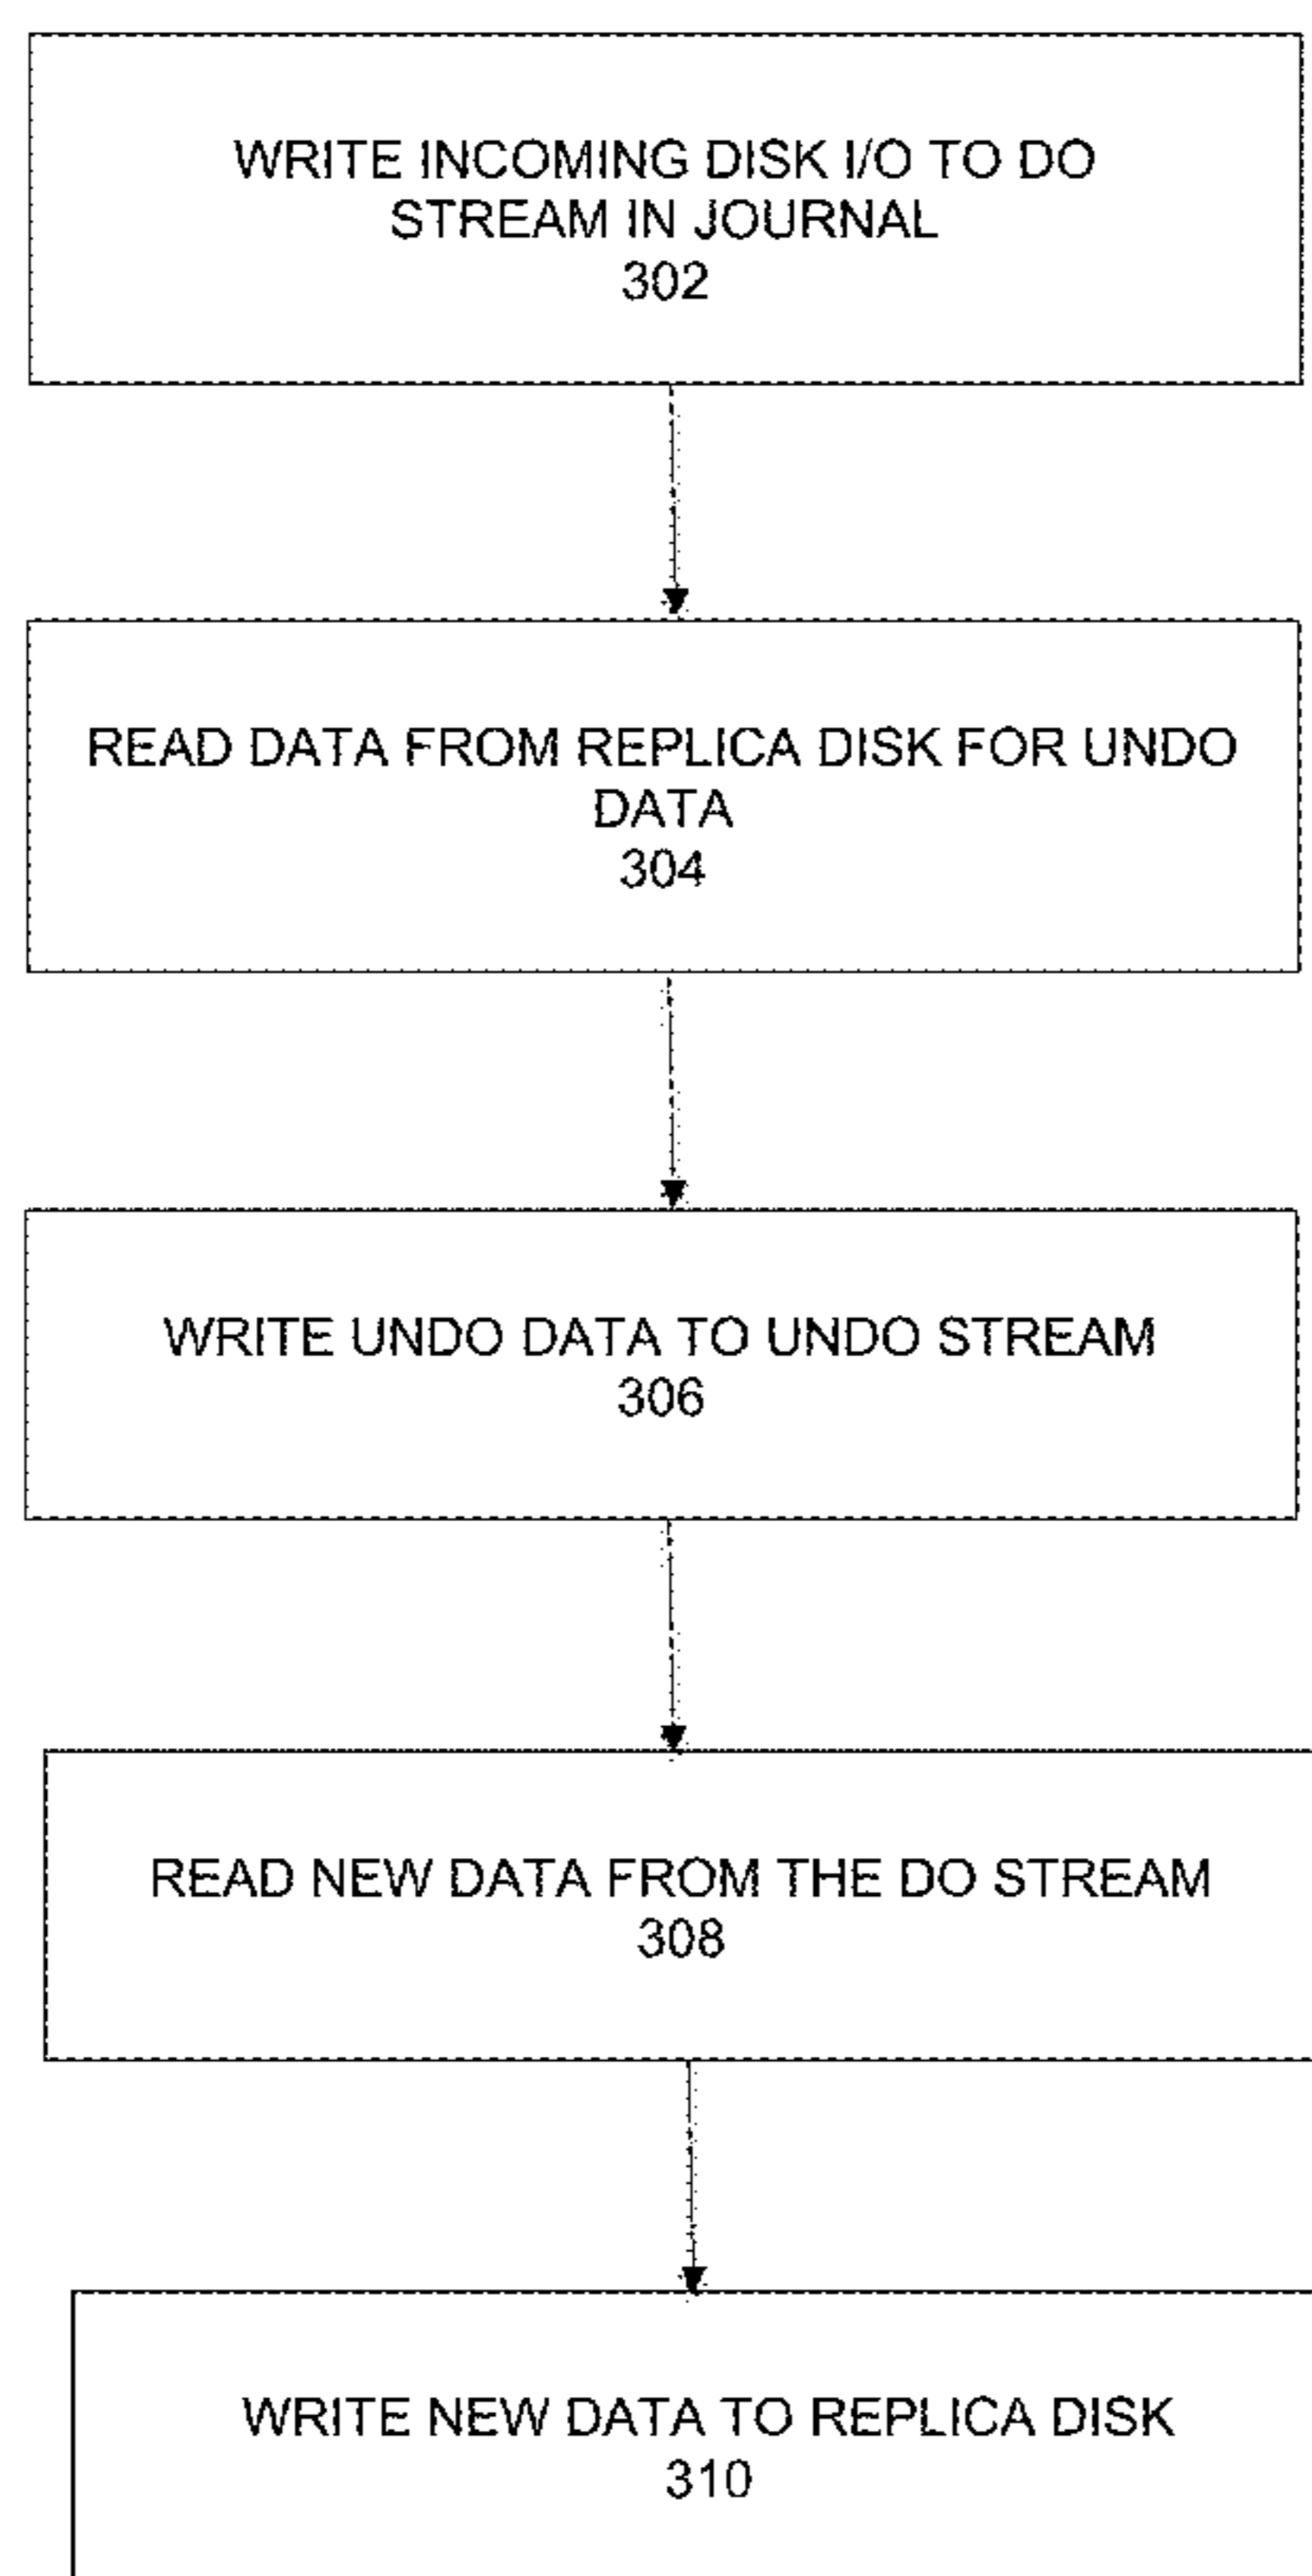 WRITE INCOMING DISK I/O TO DO
STREAM IN JOURNAL
302
READ DATA FROM REPLICA DISK FOR UNDO
DATA
304
WRITE UNDO DATA TO UNDO STREAM
306
READ NEW DATA FROM THE DO STREAM
308
WRITE NEW DATA TO REPLICA DISK
310